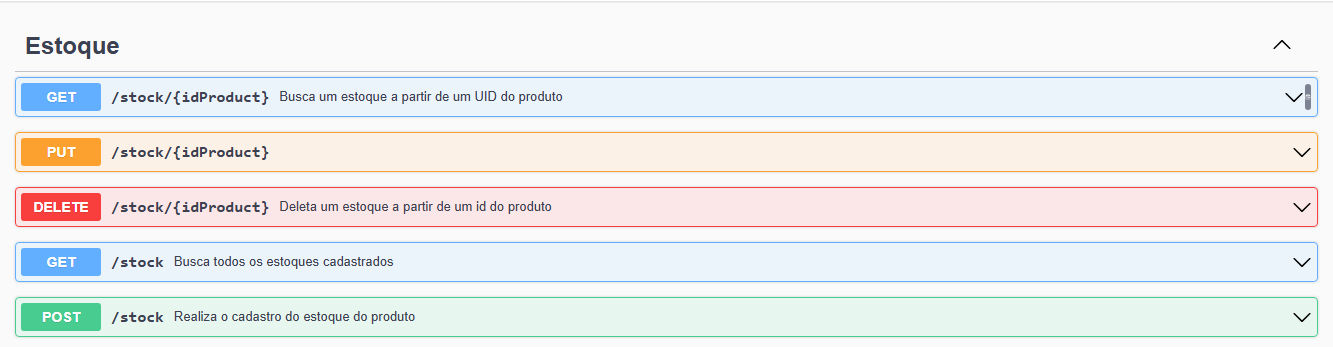 Estoque
GET /stock/{idProduct} Busca um estoque a partir de um UID do produto
PUT /stock/{idProduct}
DELETE /stock/{idProduct} Deleta um estoque a partir de um id do produto
GET /stock Busca todos os estoques cadastrados
POST /stock Realiza o cadastro do estoque do produto